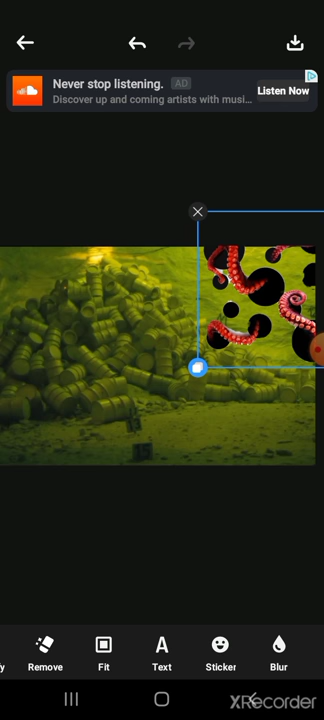 Never stop listening. AD
Discover up and coming artists with musi...
Listen Now
y Remove Fit Text Sticker Blur
XRecorder